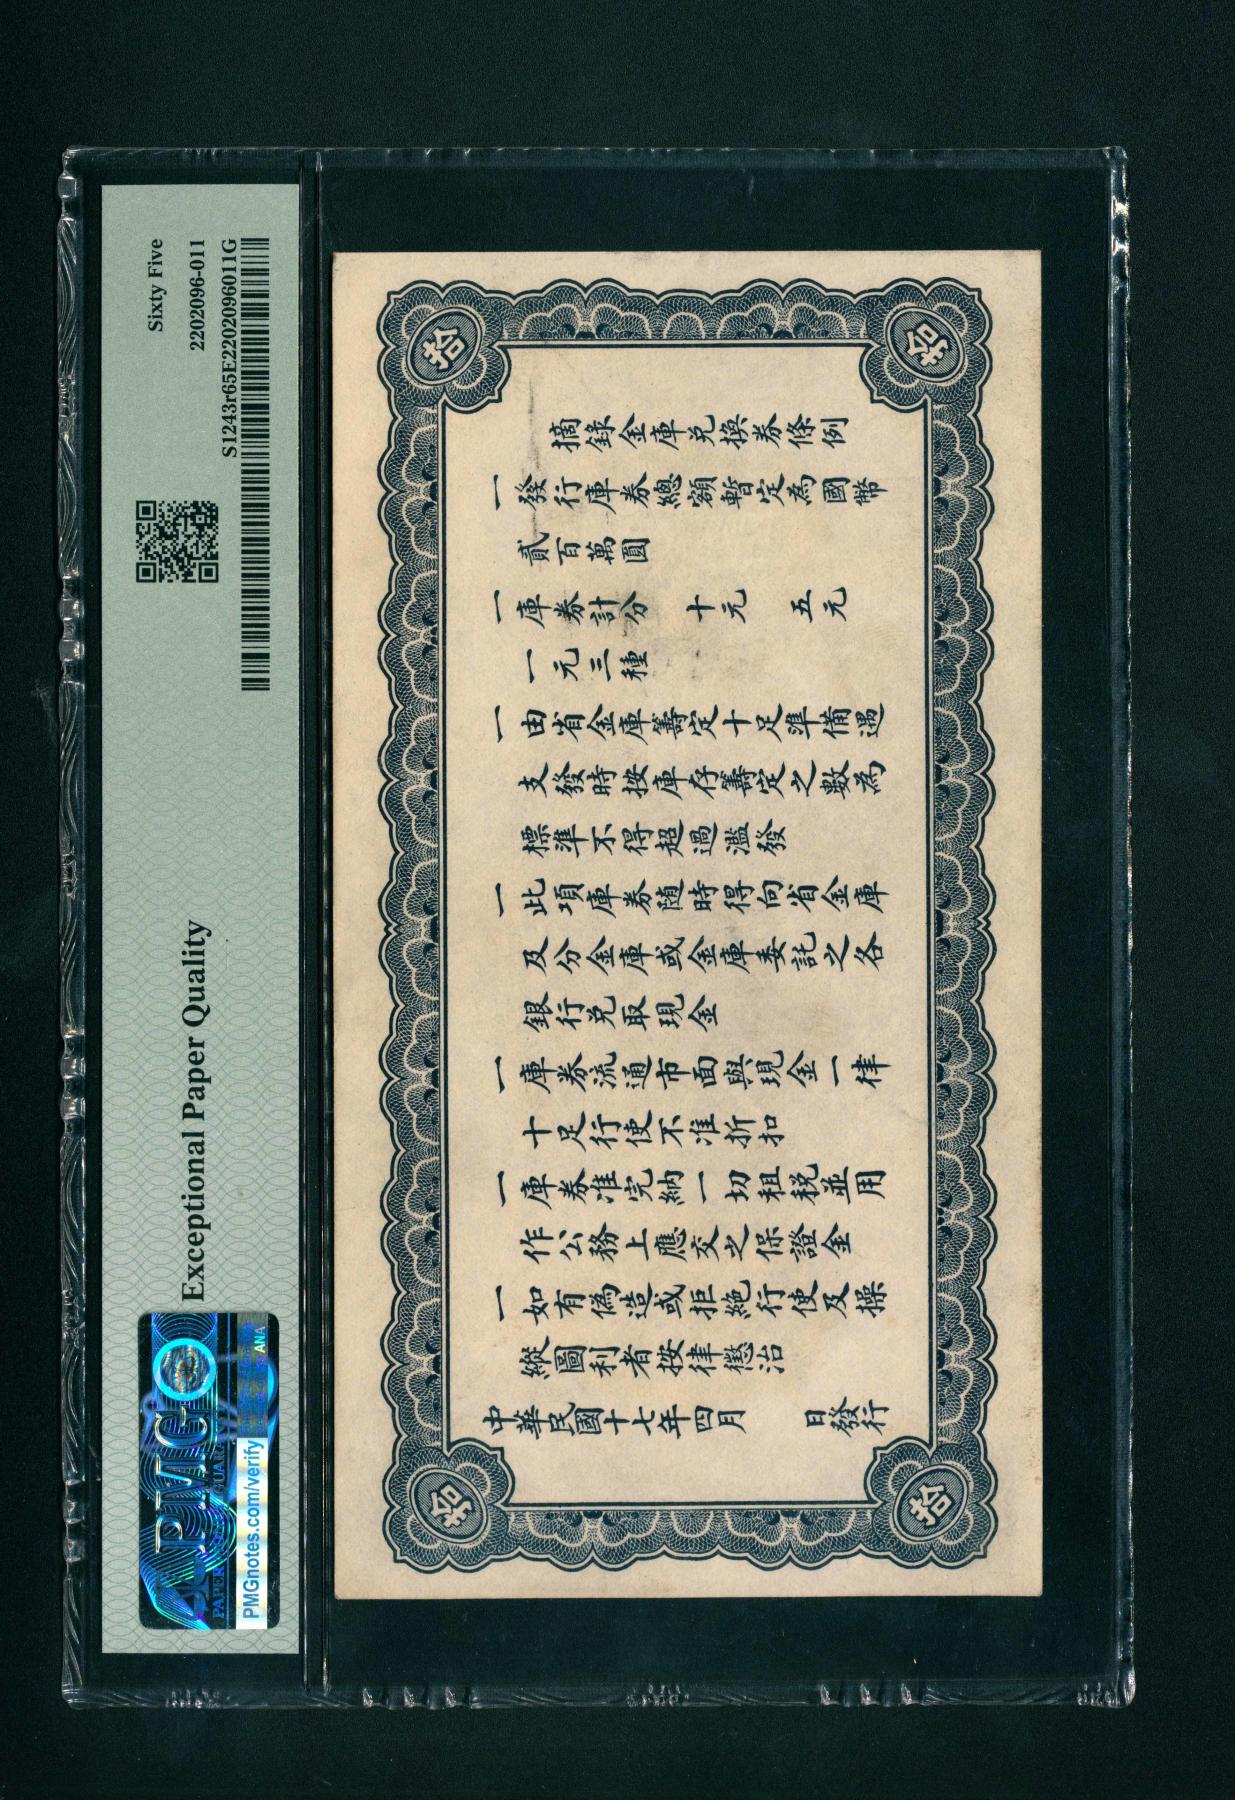 Sixty Five
2202096-011
S1243r65E2202096011G
Exceptional Paper Quality
PMG
PAPER
GUARANTY
ANA
PMGnotes.com/verify
拾
拾
摘錄金庫兌換券條例
一發行庫券總額暫定為國幣
貳百萬圓
一庫券計分 十元 五元
一元三種
一由省金庫籌定十足準備遇
支發時按庫存籌定之數為
標準不得超過濫發
一此項庫券随時得向省金庫
及分金庫或金庫委託之各
銀行兌取現金
一庫券流通市面與現金一律
十足行使不准折扣
一庫券准完納一切租税並用
作公務上應交之保證金
一如有偽造或拒絶行使及操
縱圖利者按律懲治
中華民國十七年四月 日發行
拾
拾